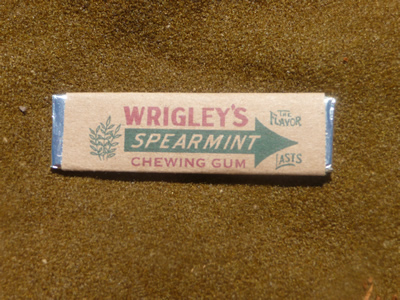 WRIGLEY'S
SPEARMINT
CHEWING GUM
THE
FLAVOR
LASTS